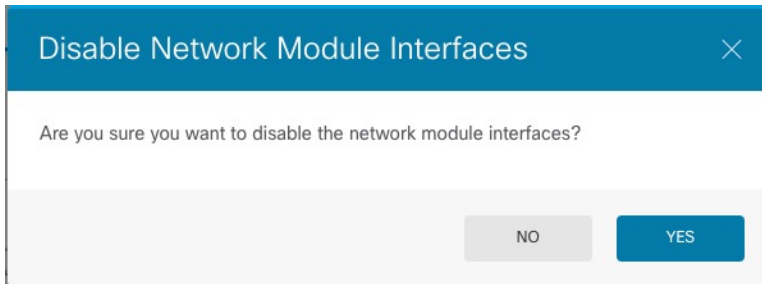 Disable Network Module Interfaces
Are you sure you want to disable the network module interfaces?
NO
YES